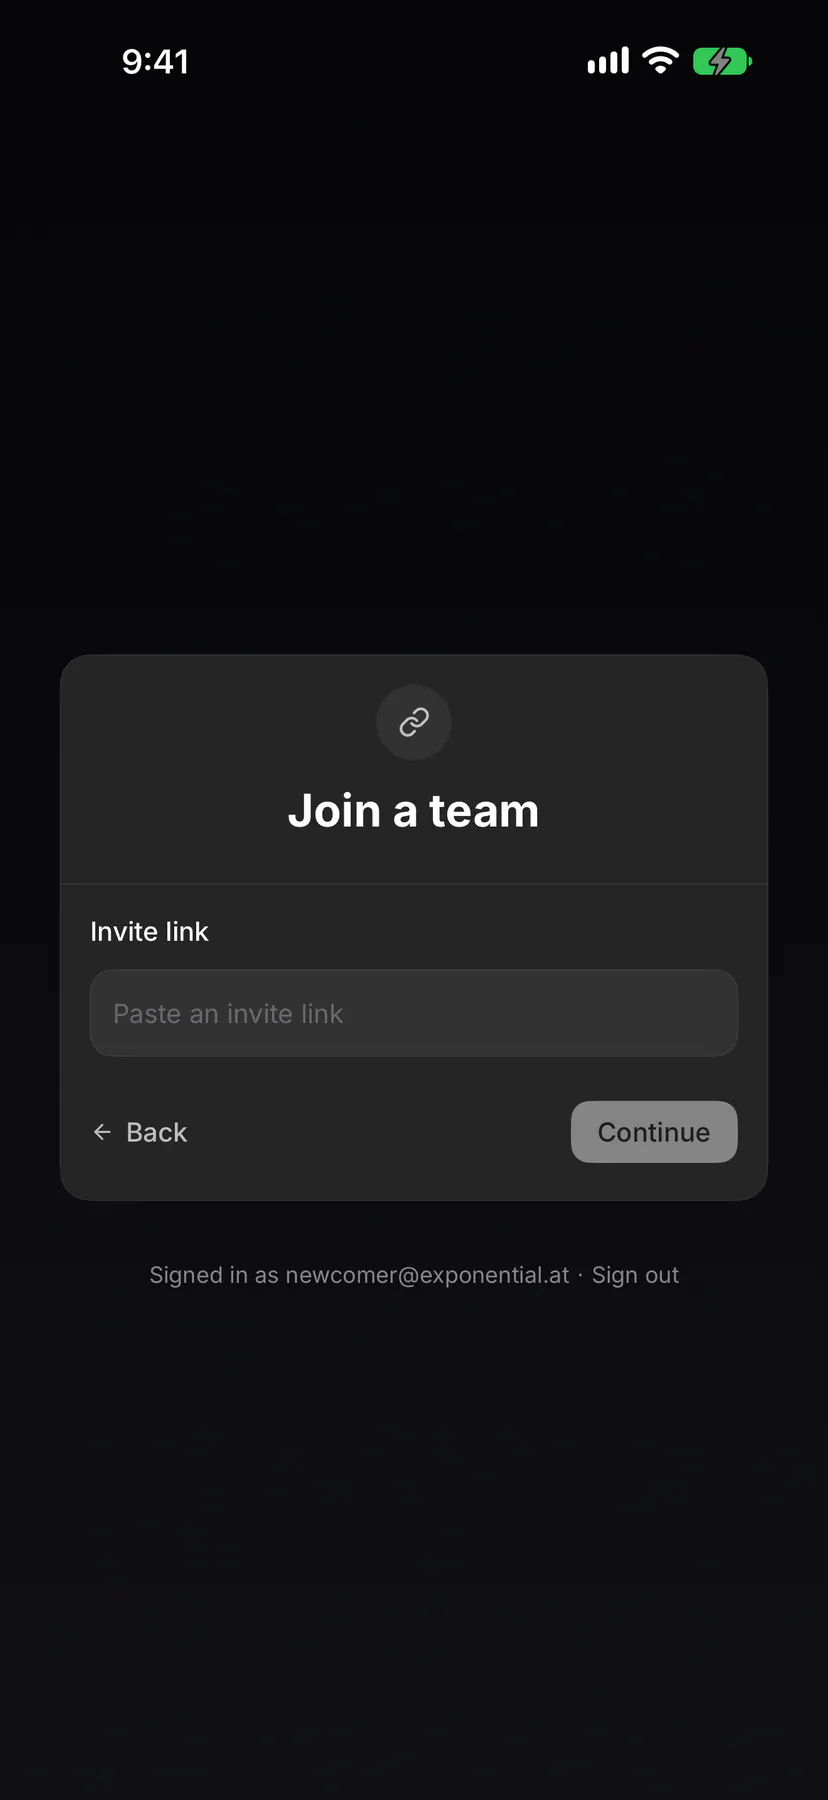 9:41
Join a team
Invite link
Paste an invite link
Back
Continue
Signed in as newcomer@exponential.at · Sign out